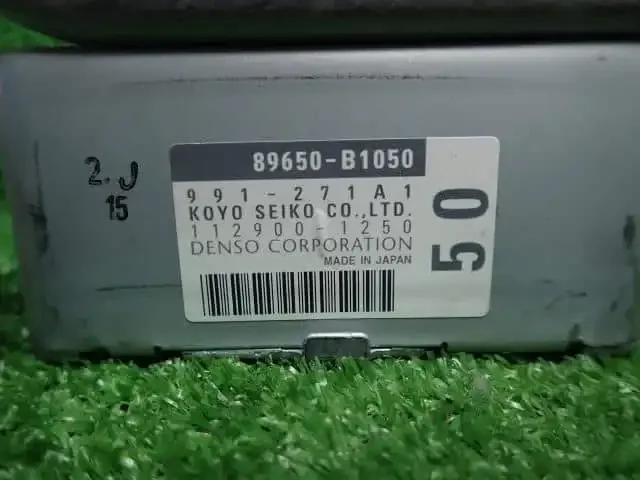 89650-B1050
991-271A1
KOYO SEIKO CO.,LTD.
112900-1250
DENSO CORPORATION
MADE IN JAPAN
50
2.J
15